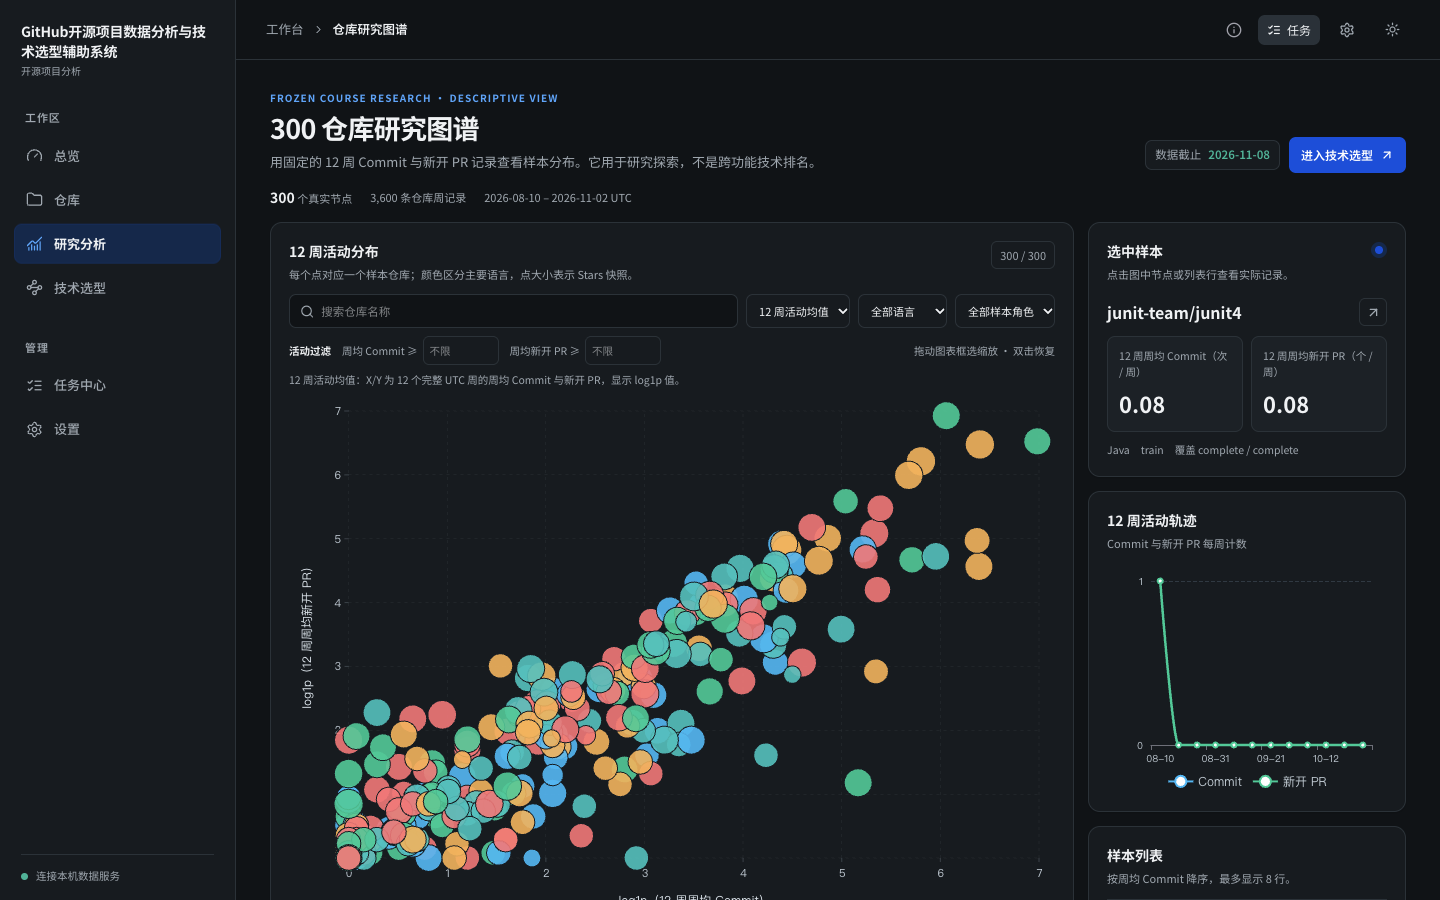 GitHub开源项目数据分析与技
术选型辅助系统
开源项目分析
工作区
总览
仓库
研究分析
技术选型
管理
任务中心
设置
连接本机数据服务
工作台
仓库研究图谱
任务
FROZEN COURSE RESEARCH • DESCRIPTIVE VIEW
300 仓库研究图谱
用固定的 12 周 Commit 与新开 PR 记录查看样本分布。它用于研究探索，不是跨功能技术排名。
数据截止 2026-11-08
进入技术选型
300 个真实节点
3,600 条仓库周记录
2026-08-10 – 2026-11-02 UTC
12 周活动分布
每个点对应一个样本仓库；颜色区分主要语言，点大小表示 Stars 快照。
300 / 300
搜索仓库名称
12 周活动均值
全部语言
全部样本角色
活动过滤
周均 Commit ≥
不限
周均新开 PR ≥
不限
拖动图表框选缩放 · 双击恢复
12 周活动均值：X/Y 为 12 个完整 UTC 周的周均 Commit 与新开 PR，显示 log1p 值。
log1p（12 周周均新开 PR）
7
6
5
4
3
0
1
2
3
4
5
6
7
log1p（12 周周均 Commit）
选中样本
点击图中节点或列表行查看实际记录。
junit-team/junit4
12 周周均 Commit（次
/ 周）
0.08
12 周周均新开 PR（个 /
周）
0.08
Java
train
覆盖 complete / complete
12 周活动轨迹
Commit 与新开 PR 每周计数
1
0
08-10
08-31
09-21
10-12
Commit
新开 PR
样本列表
按周均 Commit 降序，最多显示 8 行。